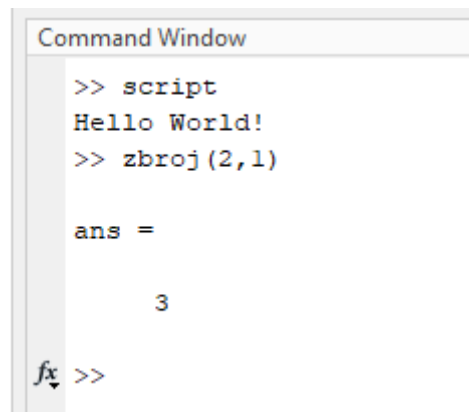 Command Window
>> script
Hello World!
>> zbroj(2,1)
ans =
3
fx >>